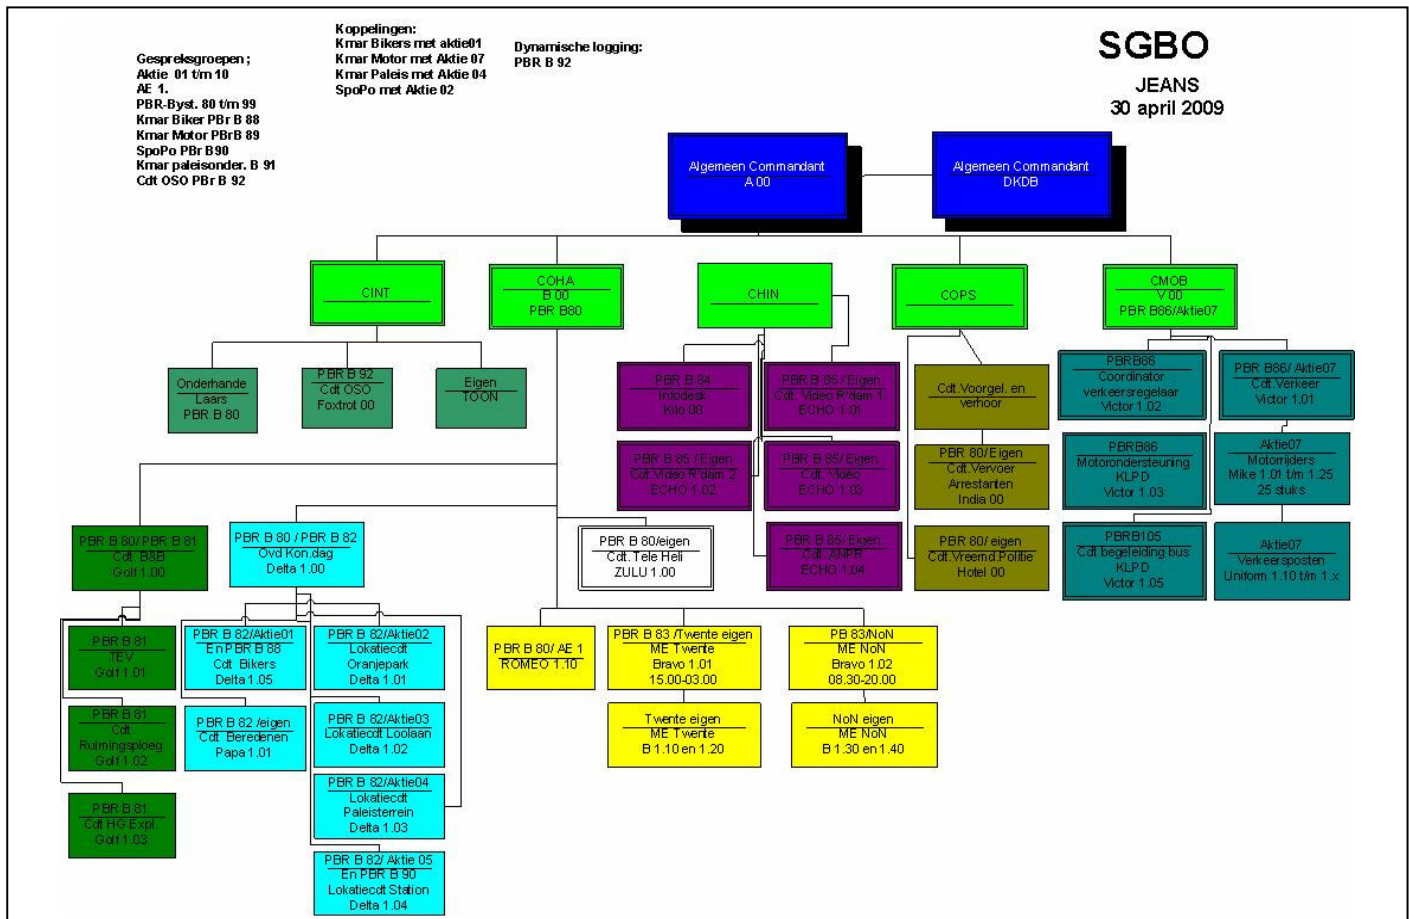 Gespreksgroepen ;
Aktie 01 t/m 10
AE 1.
PBR-Byst. 80 t/m 99
Kmar Biker PBr B 88
Kmar Motor PBrB 89
SpoPo PBr B90
Kmar paleisonder. B 91
Cdt OSO PBr B 92
Koppelingen:
Kmar Bikers met aktie01
Kmar Motor met Aktie 07
Kmar Paleis met Aktie 04
SpoPo met Aktie 02
Dynamische logging:
PBR B 92
SGBO
JEANS
30 april 2009
Algemeen Commandant
A 00
Algemeen Commandant
DKDB
CINT
COHA
B 00
PBR B80
CHIN
COPS
CMOB
V 00
PBR B86/Aktie07
Onderhande
Laars
PBR B 80
PBR B 92
Cdt OSO
Foxtrot 00
Eigen
TOON
PBR B 84
Infodesk
Kilo 00
PBR B 85 / Eigen
Cdt. Video R'dam 1
ECHO 1.01
PBR B 85 / Eigen
Cdt.Video R'dam 2
ECHO 1.02
PBR B 85/ Eigen
Cdt. Video
ECHO 1.03
PBR B 85/ Eigen
Cdt. ANPR
ECHO 1.04
Cdt.Voorgel. en
verhoor
PBR 80/Eigen
Cdt.Vervoer
Arrestanten
India 00
PBR 80/ eigen
Cdt.Vreemd.Politie
Hotel 00
PBRB86
Coordinator
verkeersregelaar
Victor 1.02
PBR B86/ Aktie07
Cdt.Verkeer
Victor 1.01
PBRB86
Motorondersteuning
KLPD
Victor 1.03
Aktie07
Motorrijders
Mike 1.01 t/m 1.25
25 stuks
PBRB105
Cdt begeleiding bus
KLPD
Victor 1.05
Aktie07
Verkeersposten
Uniform 1.10 t/m 1.x
PBR B 80/ PBR B 81
Cdt. B&B
Golf 1.00
PBR B 80 / PBR B 82
Ovd Kon.dag
Delta 1.00
PBR B 80/eigen
Cdt. Tele Heli
ZULU 1.00
PBR B 81
TEV
Golf 1.01
PBR B 82/Aktie01
En PBR B 88
Cdt Bikers
Delta 1.05
PBR B 82/Aktie02
Lokatiecdt
Oranjepark
Delta 1.01
PBR B 80/ AE 1
ROMEO 1.10
PBR B 83 /Twente eigen
ME Twente
Bravo 1.01
15.00-03.00
PB 83/NoN
ME NoN
Bravo 1.02
08.30-20.00
PBR B 81
Cdt
Ruimingsploeg
Golf 1.02
PBR B 82 /eigen
Cdt Beredenen
Papa 1.01
PBR B 82/Aktie03
Lokatiecdt Loolaan
Delta 1.02
Twente eigen
ME Twente
B 1.10 en 1.20
NoN eigen
ME NoN
B 1.30 en 1.40
PBR B 81
Cdt HG Expl.
Golf 1.03
PBR B 82/Aktie04
Lokatiecdt
Paleisterrein
Delta 1.03
PBR B 82/ Aktie 05
En PBR B 90
Lokatiecdt Station
Delta 1.04